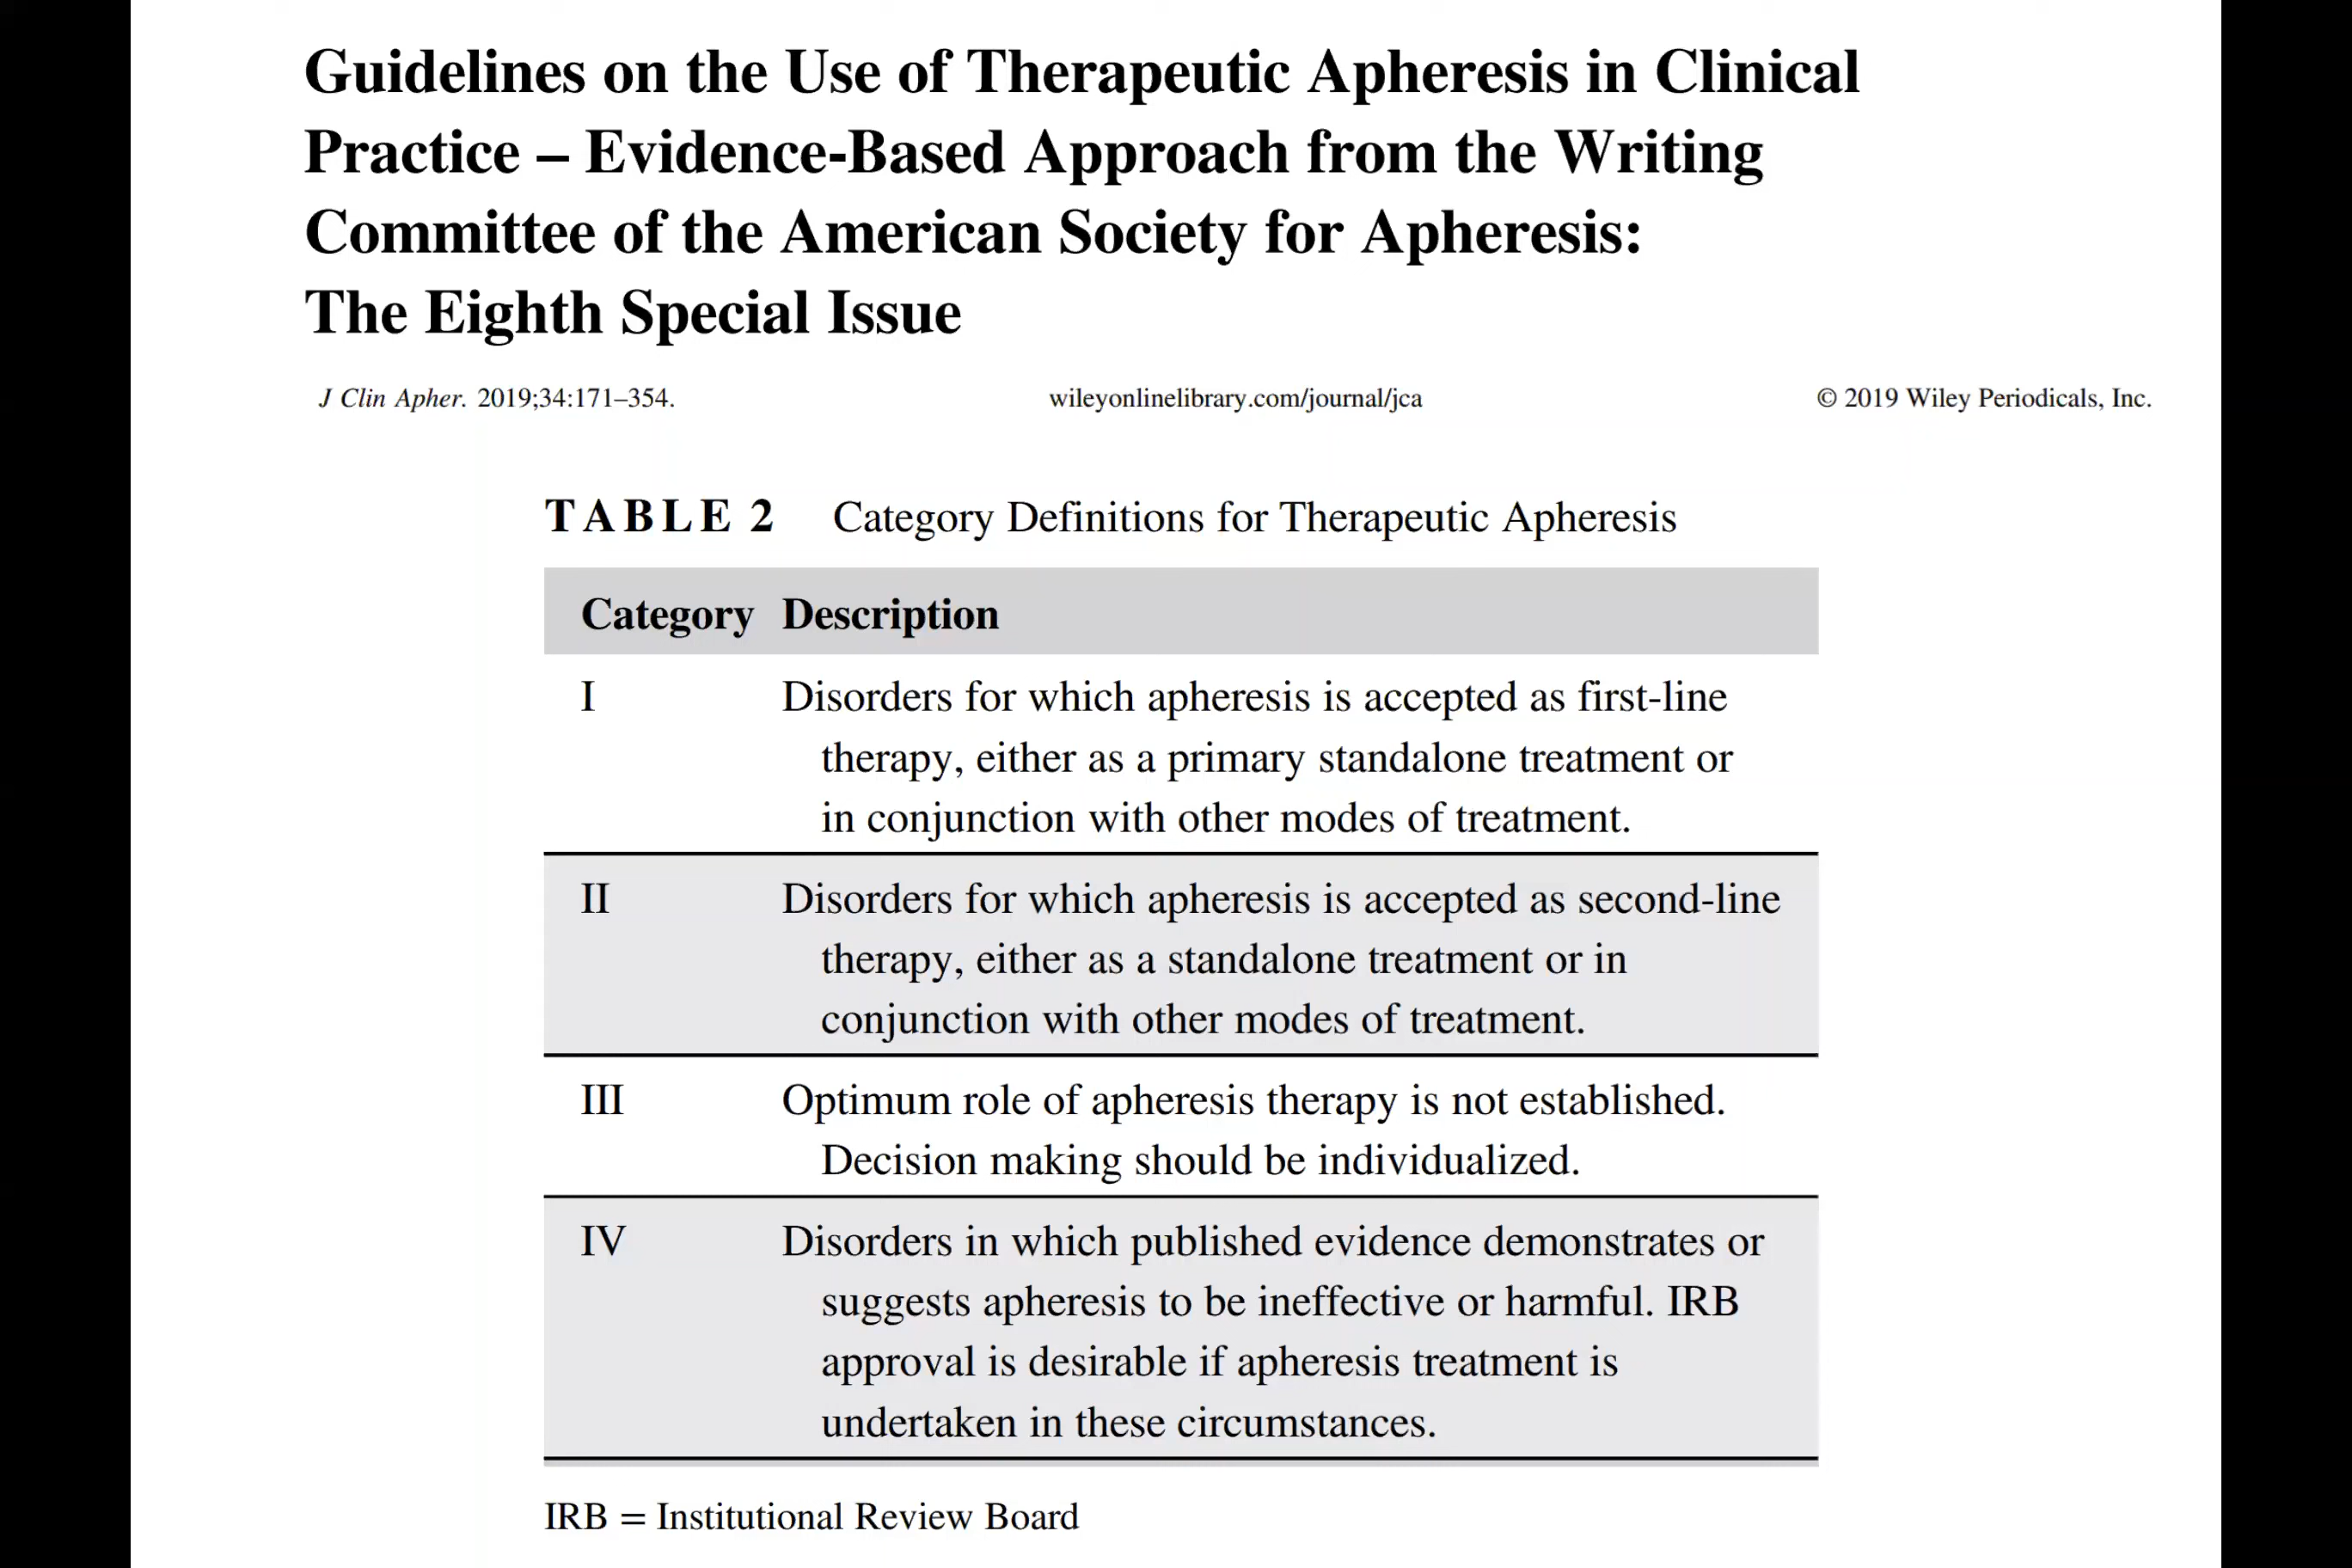 Guidelines on the Use of Therapeutic Apheresis in Clinical
Practice – Evidence-Based Approach from the Writing
Committee of the American Society for Apheresis:
The Eighth Special Issue
J Clin Apher. 2019;34:171–354. wileyonlinelibrary.com/journal/jca © 2019 Wiley Periodicals, Inc.
TABLE 2 Category Definitions for Therapeutic Apheresis
Category Description
I Disorders for which apheresis is accepted as first-line
therapy, either as a primary standalone treatment or
in conjunction with other modes of treatment.
II Disorders for which apheresis is accepted as second-line
therapy, either as a standalone treatment or in
conjunction with other modes of treatment.
III Optimum role of apheresis therapy is not established.
Decision making should be individualized.
IV Disorders in which published evidence demonstrates or
suggests apheresis to be ineffective or harmful. IRB
approval is desirable if apheresis treatment is
undertaken in these circumstances.
IRB = Institutional Review Board